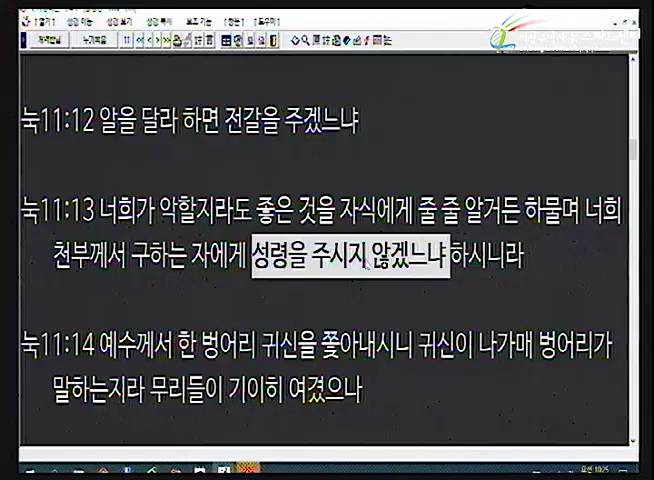 눅11:12 알을 달라 하면 전갈을 주겠느냐
눅11:13 너희가 악할지라도 좋은 것을 자식에게 줄 줄 알거든 하물며 너희
천부께서 구하는 자에게 성령을 주시지 않겠느냐 하시니라
눅11:14 예수께서 한 벙어리 귀신을 쫓아내시니 귀신이 나가매 벙어리가
말하는지라 무리들이 기이히 여겼으나